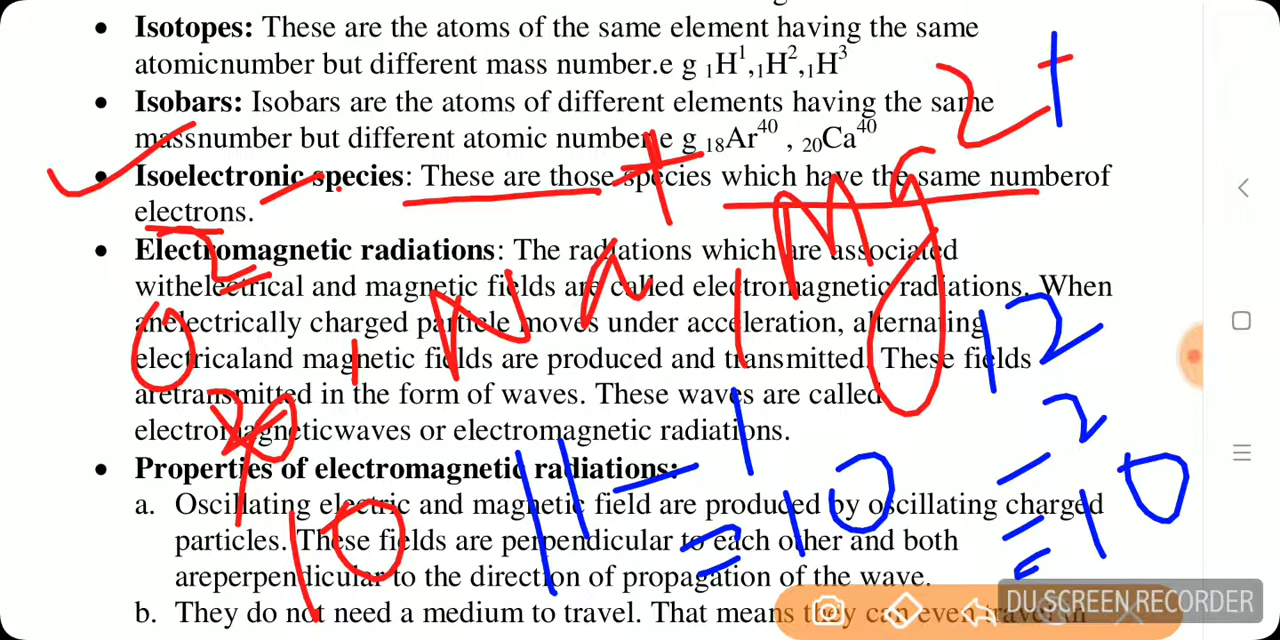 • Isotopes: These are the atoms of the same element having the same
atomicnumber but different mass number.e g ₁H¹,₁H²,₁H³
• Isobars: Isobars are the atoms of different elements having the same
massnumber but different atomic number.e g ₁₈Ar⁴⁰ , ₂₀Ca⁴⁰
• Isoelectronic species: These are those species which have the same numberof
electrons.
• Electromagnetic radiations: The radiations which are associated
withelectrical and magnetic fields are called electromagnetic radiations. When
anelectrically charged particle moves under acceleration, alternating
electricaland magnetic fields are produced and transmitted. These fields
aretransmitted in the form of waves. These waves are called
electromagneticwaves or electromagnetic radiations.
• Properties of electromagnetic radiations:
a. Oscillating electric and magnetic field are produced by oscillating charged
particles. These fields are perpendicular to each other and both
areperpendicular to the direction of propagation of the wave.
b. They do not need a medium to travel. That means they can even travel in
O²⁻ , Na⁺ , Mg²⁺
10
11 - 1
= 10
12
- 2
= 10
DU SCREEN RECORDER